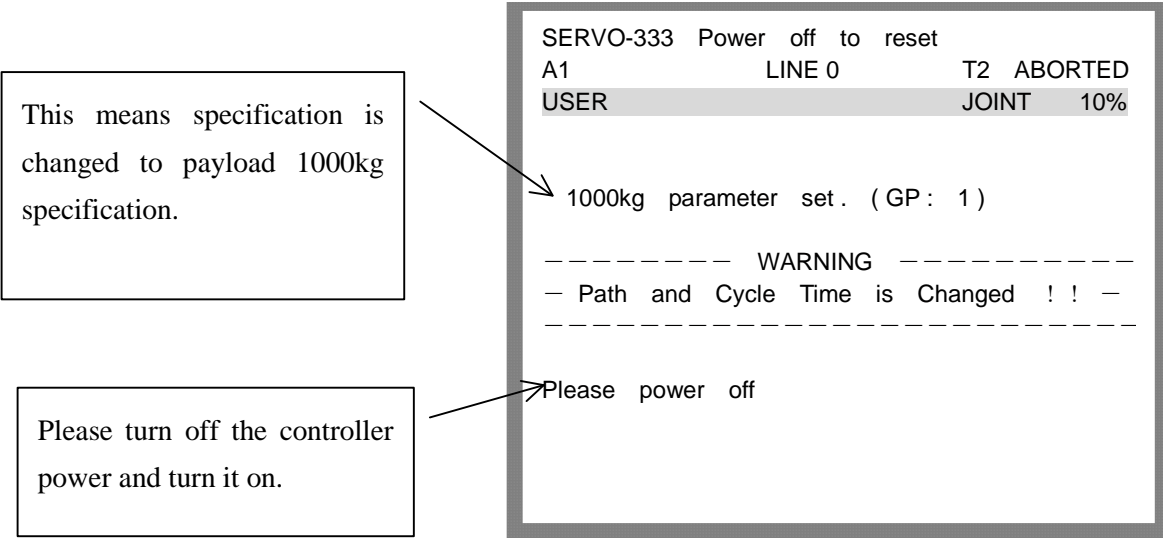 This means specification is
changed to payload 1000kg
specification.
Please turn off the controller
power and turn it on.
SERVO-333 Power off to reset
A1 LINE 0 T2 ABORTED
USER JOINT 10%
1000kg parameter set. (GP: 1)
-------- WARNING ----------
- Path and Cycle Time is Changed !! -
--------------------------
Please power off